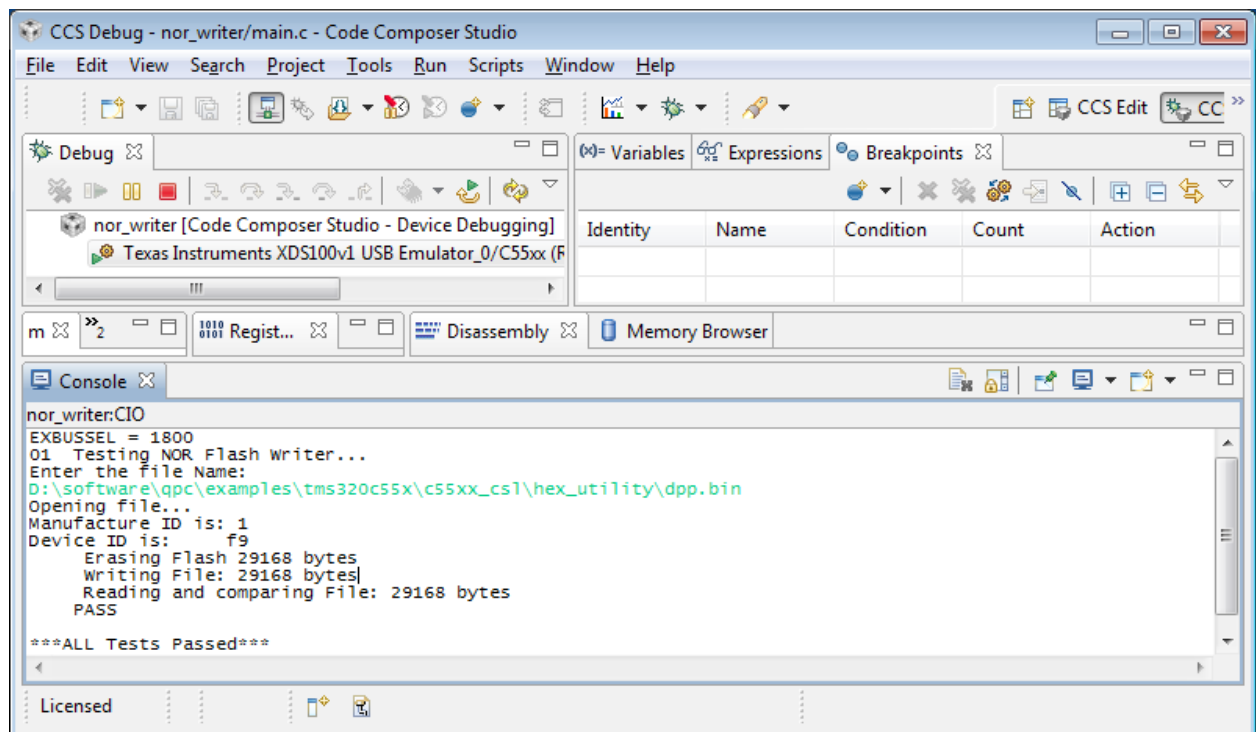 CCS Debug - nor_writer/main.c - Code Composer Studio
File Edit View Search Project Tools Run Scripts Window Help
CCS Edit CC »
Debug
(x)= Variables Expressions Breakpoints
nor_writer [Code Composer Studio - Device Debugging]
Texas Instruments XDS100v1 USB Emulator_0/C55xx (R
Identity Name Condition Count Action
m »2 1010 0101 Regist... Disassembly Memory Browser
Console
nor_writer:CIO
EXBUSSEL = 1800
01  Testing NOR Flash Writer...
Enter the file Name:
D:\software\qpc\examples\tms320c55x\c55xx_csl\hex_utility\dpp.bin
Opening file...
Manufacture ID is: 1
Device ID is:      f9
Erasing Flash 29168 bytes
Writing File: 29168 bytes
Reading and comparing File: 29168 bytes
PASS
***ALL Tests Passed***
Licensed